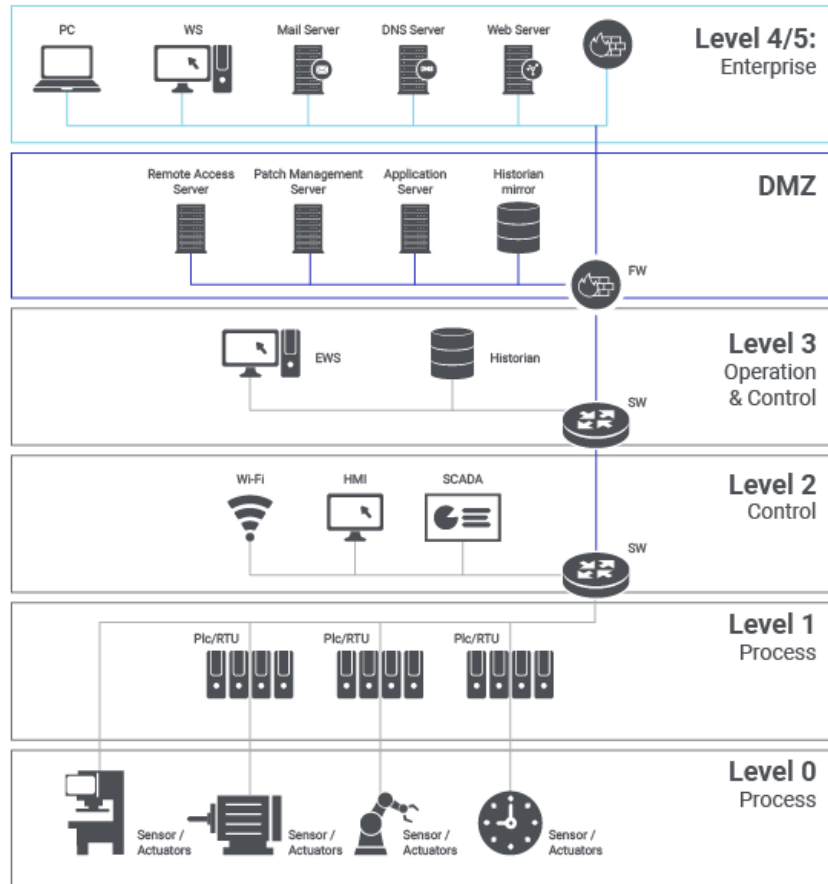 PC
WS
Mail Server
DNS Server
Web Server
Level 4/5:
Enterprise
DNS
Remote Access
Server
Patch Management
Server
Application
Server
Historian
mirror
DMZ
FW
EWS
Historian
Level 3
Operation
& Control
SW
Wi-Fi
HMI
SCADA
Level 2
Control
SW
Plc/RTU
Plc/RTU
Plc/RTU
Level 1
Process
Level 0
Process
Sensor /
Actuators
Sensor /
Actuators
Sensor /
Actuators
Sensor /
Actuators